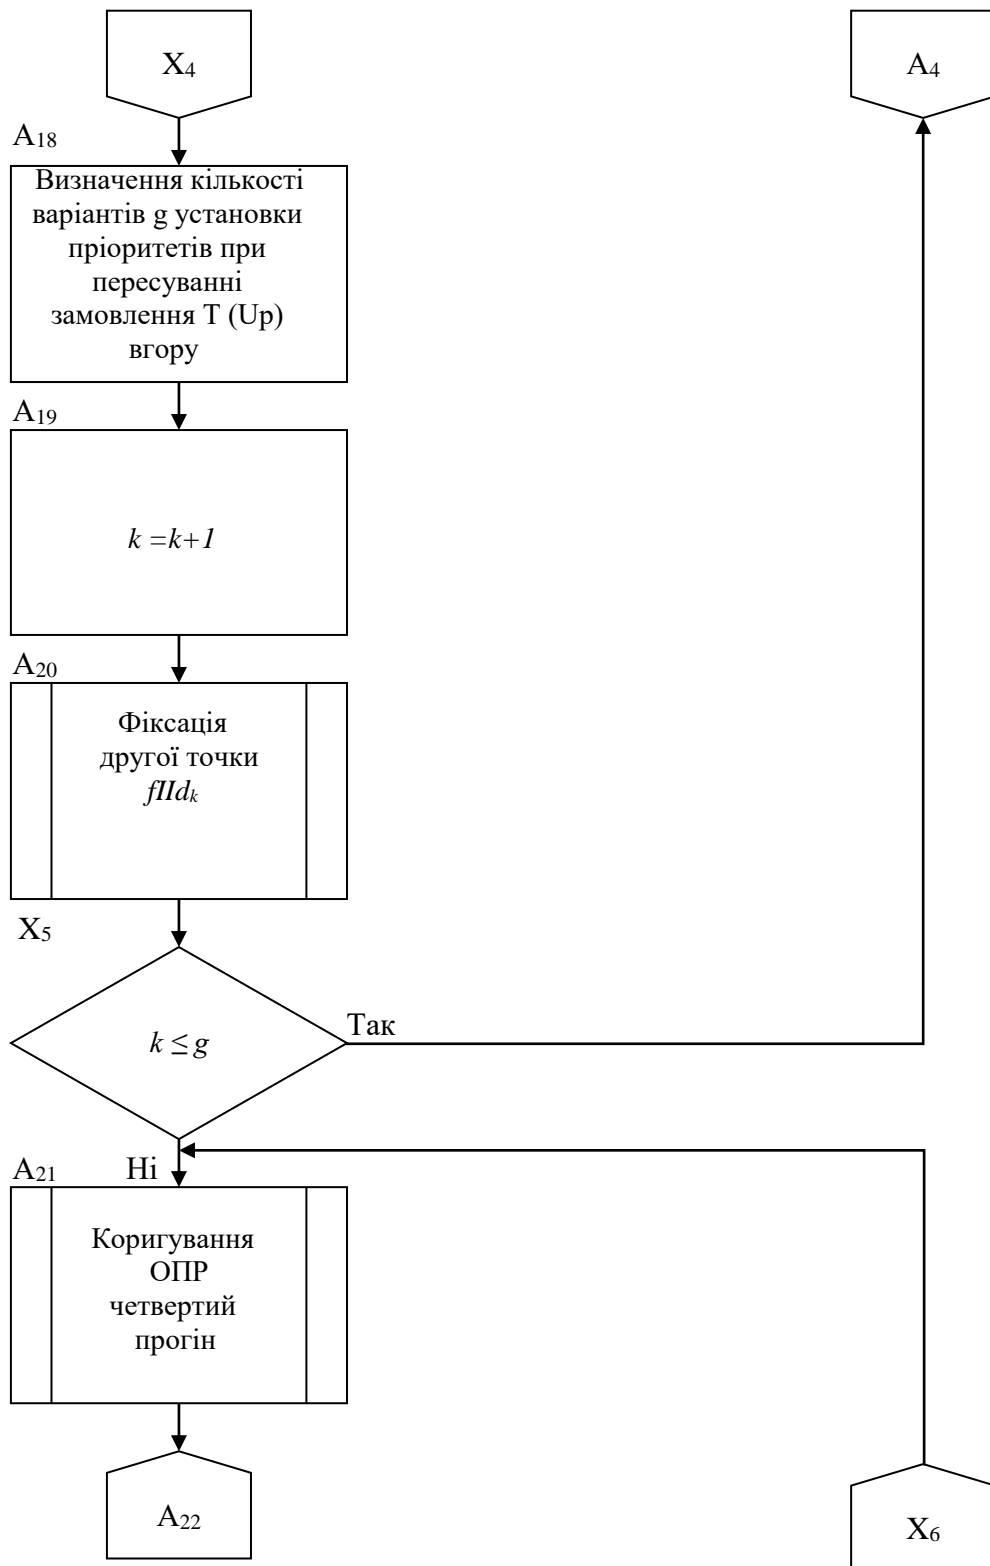 X₄
A₄
A₁₈
Визначення кількості
варіантів g установки
пріоритетів при
пересуванні
замовлення Т (Up)
вгору
A₁₉
k =k+1
A₂₀
Фіксація
другої точки
fIIdₖ
X₅
k ≤ g
Так
A₂₁
Ні
Коригування
ОПР
четвертий
прогін
A₂₂
X₆